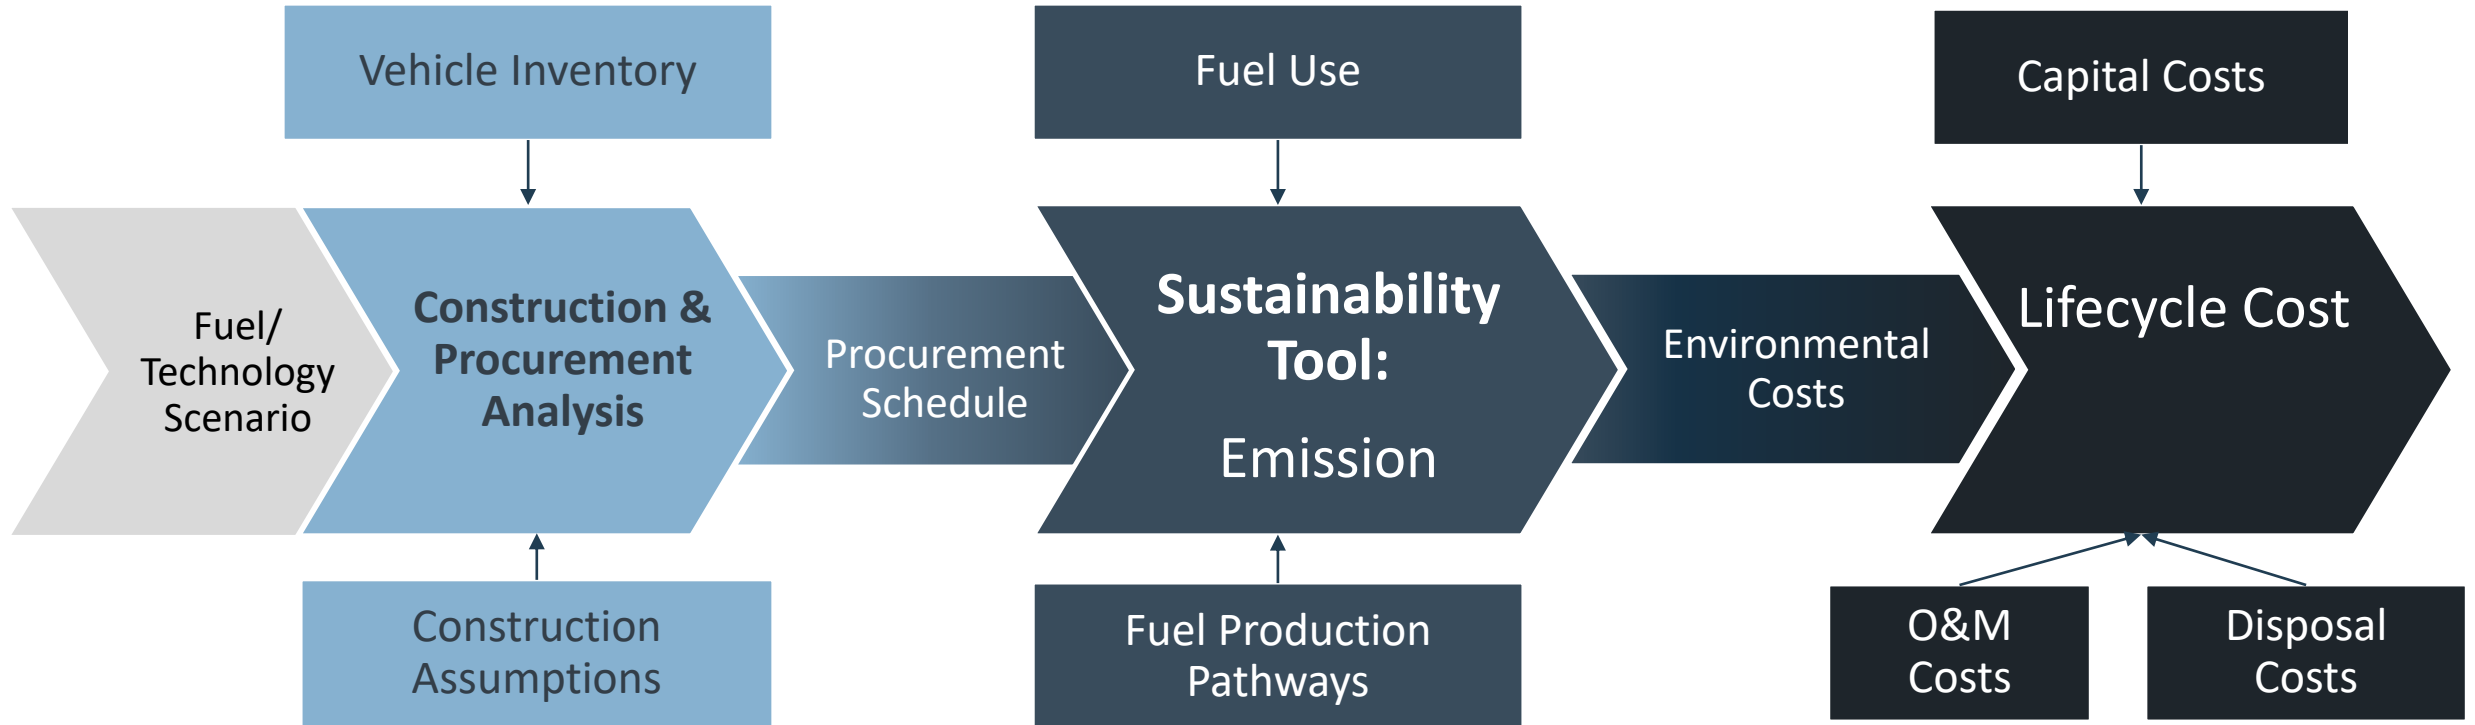 Vehicle Inventory
Fuel Use
Capital Costs
Fuel/
Technology
Scenario
Construction &
Procurement
Analysis
Procurement
Schedule
Sustainability
Tool:
Emission
Environmental
Costs
Lifecycle Cost
Construction
Assumptions
Fuel Production
Pathways
O&M
Costs
Disposal
Costs